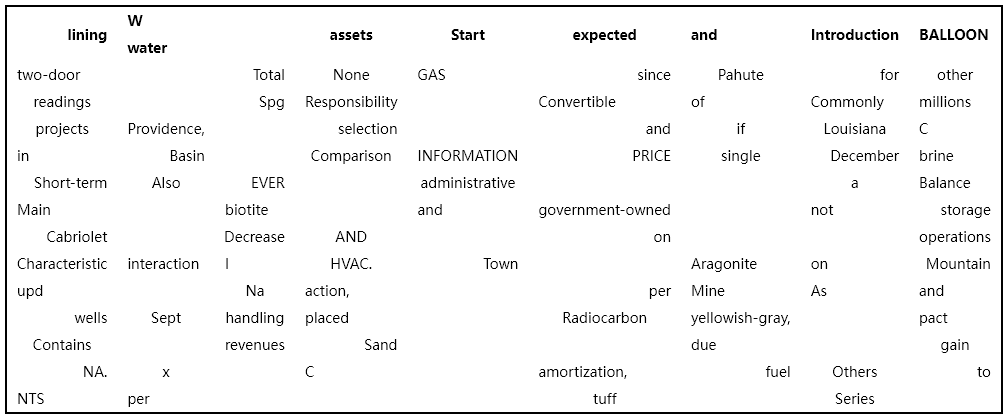 W
lining assets Start expected and Introduction BALLOON
water
two-door Total None GAS since Pahute for other
readings Spg Responsibility Convertible of Commonly millions
projects Providence, selection and if Louisiana C
in Basin Comparison INFORMATION PRICE single December brine
Short-term Also EVER administrative a Balance
Main biotite and government-owned not storage
Cabriolet Decrease AND on operations
Characteristic interaction I HVAC. Town Aragonite on Mountain
upd Na action, per Mine As and
wells Sept handling placed Radiocarbon yellowish-gray, pact
Contains revenues Sand due gain
NA. x C amortization, fuel Others to
NTS per tuff Series